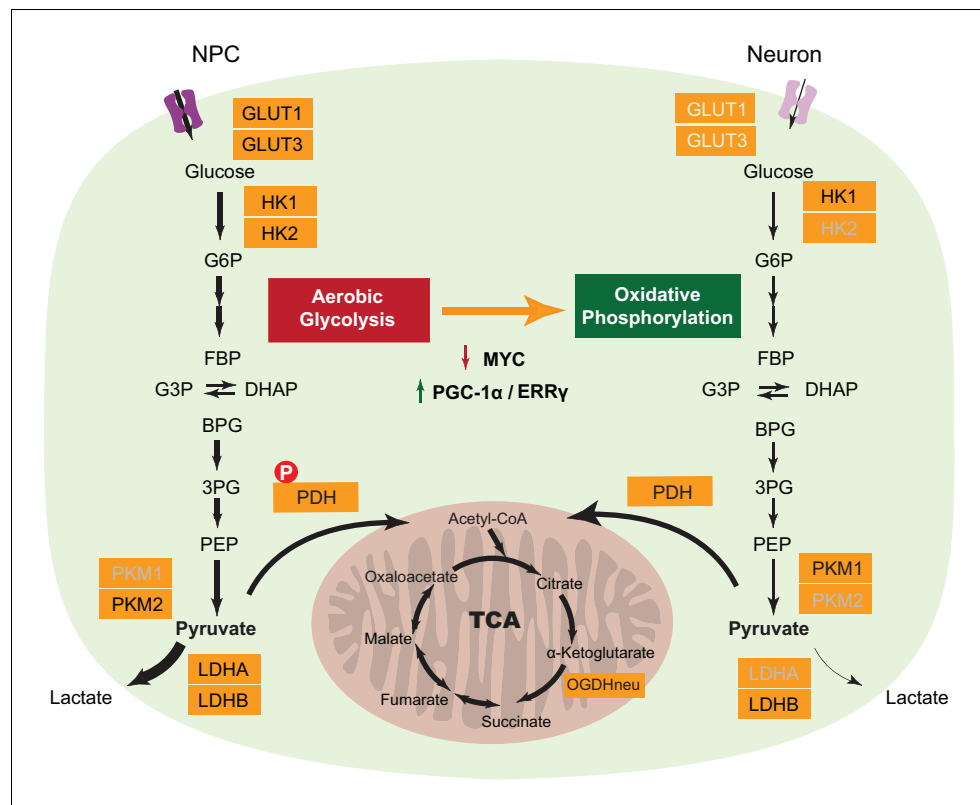 NPC
Neuron
GLUT1
GLUT3
Glucose
HK1
HK2
G6P
FBP
G3P
DHAP
BPG
3PG
PEP
PKM1
PKM2
Pyruvate
LDHA
LDHB
Lactate
P
PDH
Aerobic
Glycolysis
Oxidative
Phosphorylation
MYC
PGC-1α / ERRγ
Acetyl-CoA
Oxaloacetate
Citrate
TCA
Malate
α-Ketoglutarate
OGDHneu
Fumarate
Succinate
GLUT1
GLUT3
Glucose
HK1
HK2
G6P
FBP
G3P
DHAP
BPG
3PG
PDH
PEP
PKM1
PKM2
Pyruvate
LDHA
LDHB
Lactate